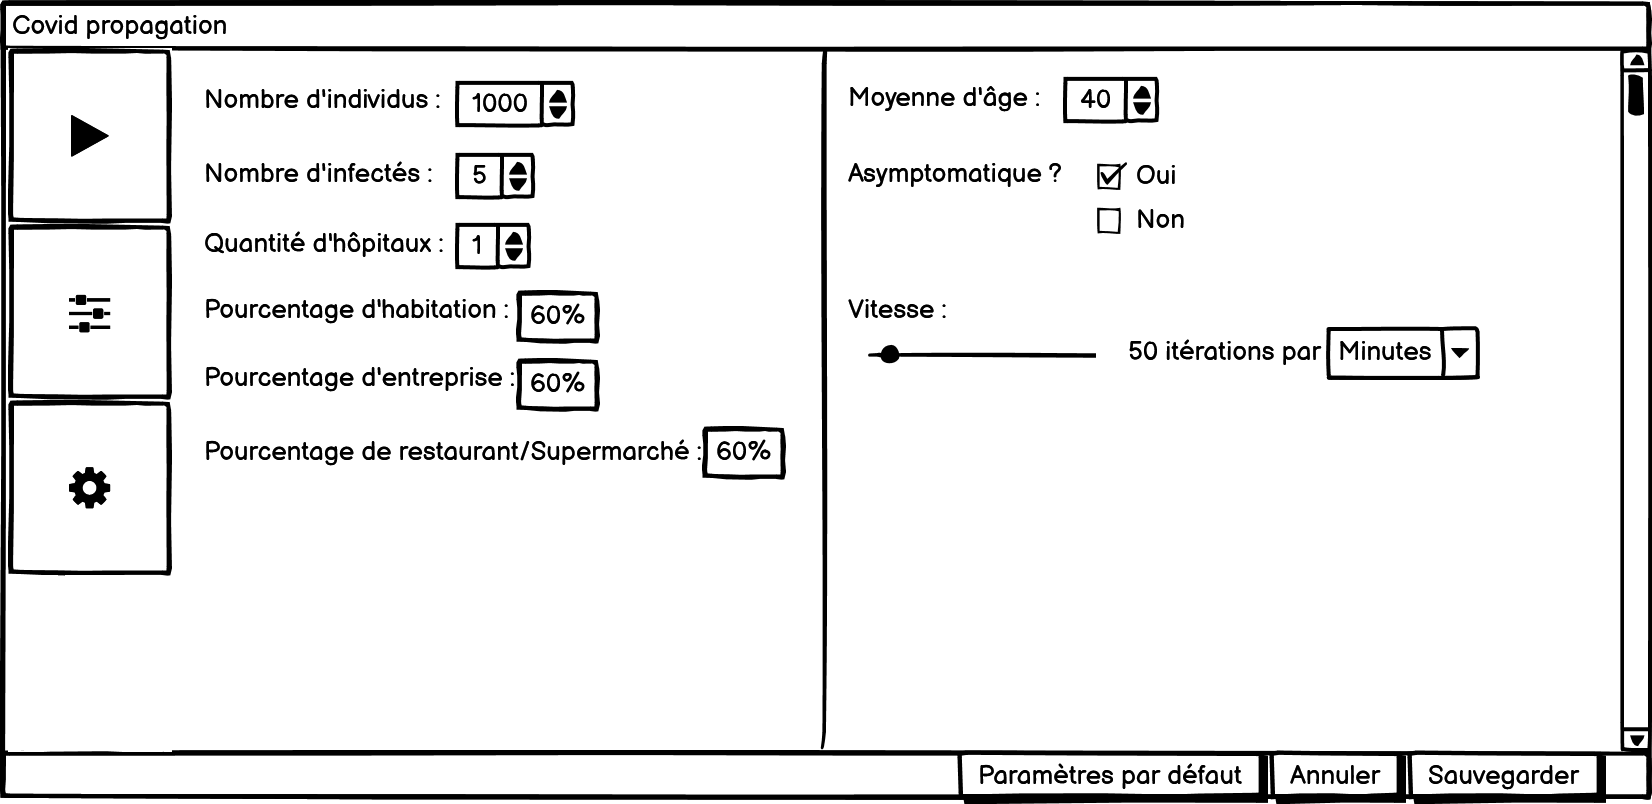 Covid propagation
Nombre d'individus : 1000
Nombre d'infectés : 5
Quantité d'hôpitaux : 1
Pourcentage d'habitation : 60%
Pourcentage d'entreprise : 60%
Pourcentage de restaurant/Supermarché : 60%
Moyenne d'âge : 40
Asymptomatique ? Oui
Non
Vitesse :
50 itérations par Minutes
Paramètres par défaut Annuler Sauvegarder